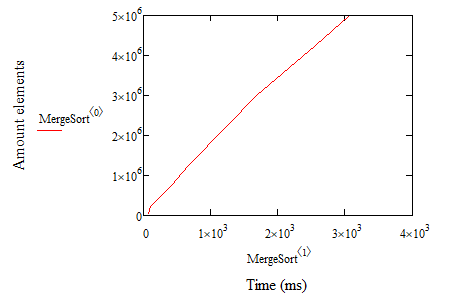 Amount elements
MergeSort⟨0⟩
5×10⁶
4×10⁶
3×10⁶
2×10⁶
1×10⁶
0
0 1×10³ 2×10³ 3×10³ 4×10³
MergeSort⟨1⟩
Time (ms)